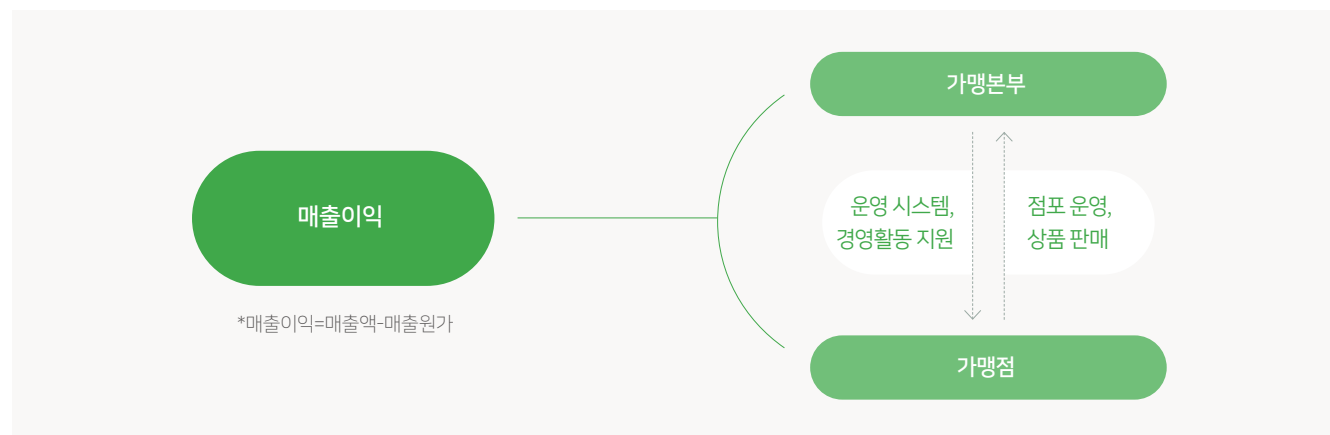 가맹본부
매출이익
운영 시스템,
경영활동 지원
점포 운영,
상품 판매
*매출이익=매출액-매출원가
가맹점